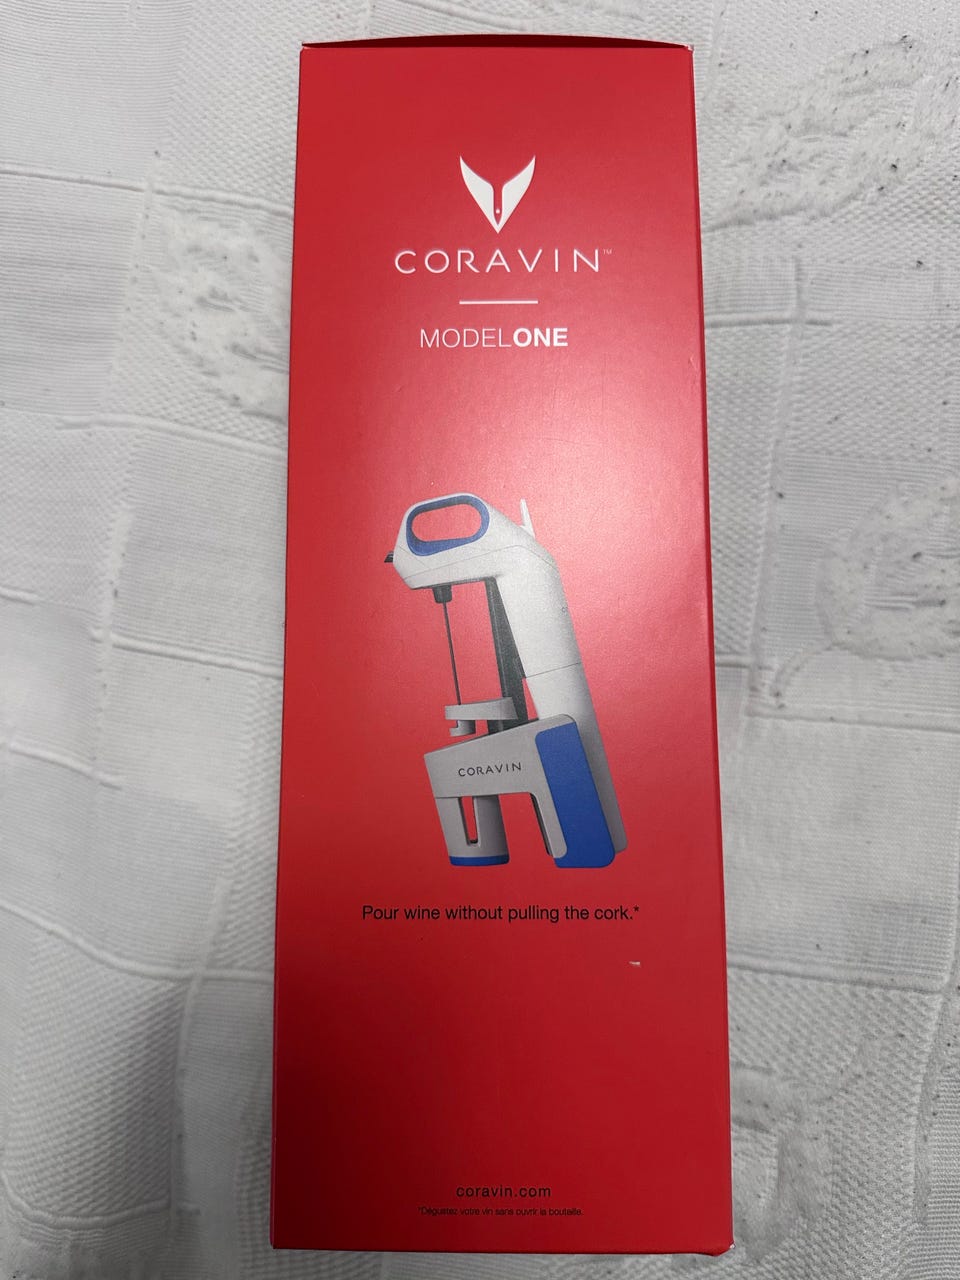 CORAVIN™
MODELONE
CORAVIN
Pour wine without pulling the cork.*
coravin.com
*Dégustez votre vin sans ouvrir la bouteille.